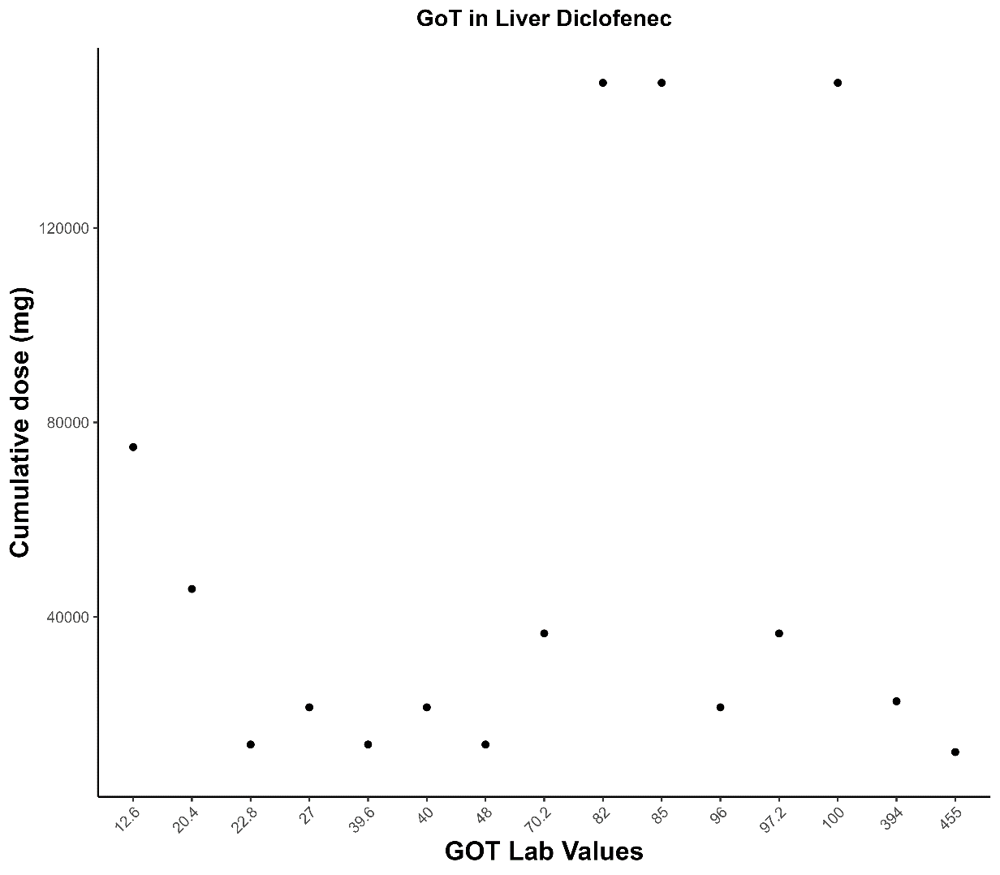 GoT in Liver Diclofenec
Cumulative dose (mg)
120000
80000
40000
12.6 20.4 22.8 27 39.6 40 48 70.2 82 85 96 97.2 100 394 455
GOT Lab Values